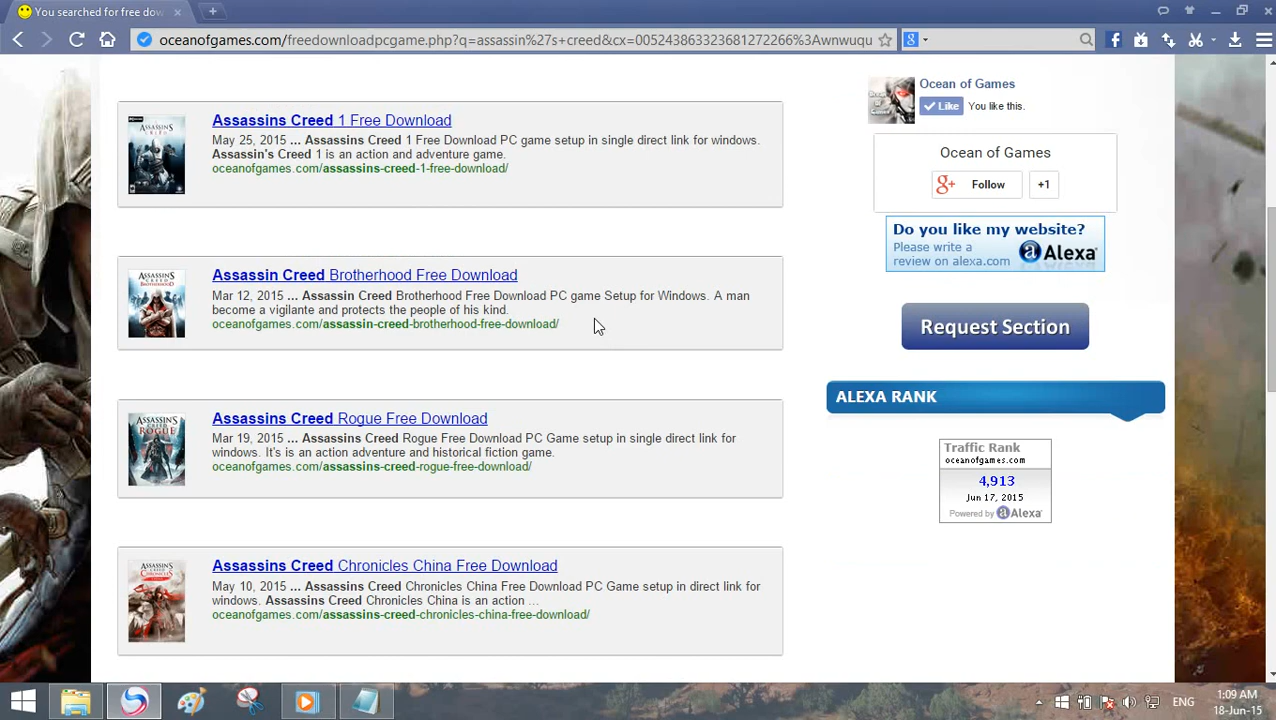 You searched for free dow
oceanofgames.com/freedownloadpcgame.php?q=assassin%27s+creed&cx=005243863323681272266%3Awnwuqu
Assassins Creed 1 Free Download
May 25, 2015 ... Assassins Creed 1 Free Download PC game setup in single direct link for windows.
Assassin's Creed 1 is an action and adventure game.
oceanofgames.com/assassins-creed-1-free-download/
Assassin Creed Brotherhood Free Download
Mar 12, 2015 ... Assassin Creed Brotherhood Free Download PC game Setup for Windows. A man
become a vigilante and protects the people of his kind.
oceanofgames.com/assassin-creed-brotherhood-free-download/
Assassins Creed Rogue Free Download
Mar 19, 2015 ... Assassins Creed Rogue Free Download PC Game setup in single direct link for
windows. It's is an action adventure and historical fiction game.
oceanofgames.com/assassins-creed-rogue-free-download/
Assassins Creed Chronicles China Free Download
May 10, 2015 ... Assassins Creed Chronicles China Free Download PC Game setup in direct link for
windows. Assassins Creed Chronicles China is an action ...
oceanofgames.com/assassins-creed-chronicles-china-free-download/
Ocean of Games
Like You like this.
Ocean of Games
g+ Follow +1
Do you like my website?
Please write a
review on alexa.com
Alexa
Request Section
ALEXA RANK
Traffic Rank
oceanofgames.com
4,913
Jun 17, 2015
Powered by Alexa
ENG
1:09 AM
18-Jun-15